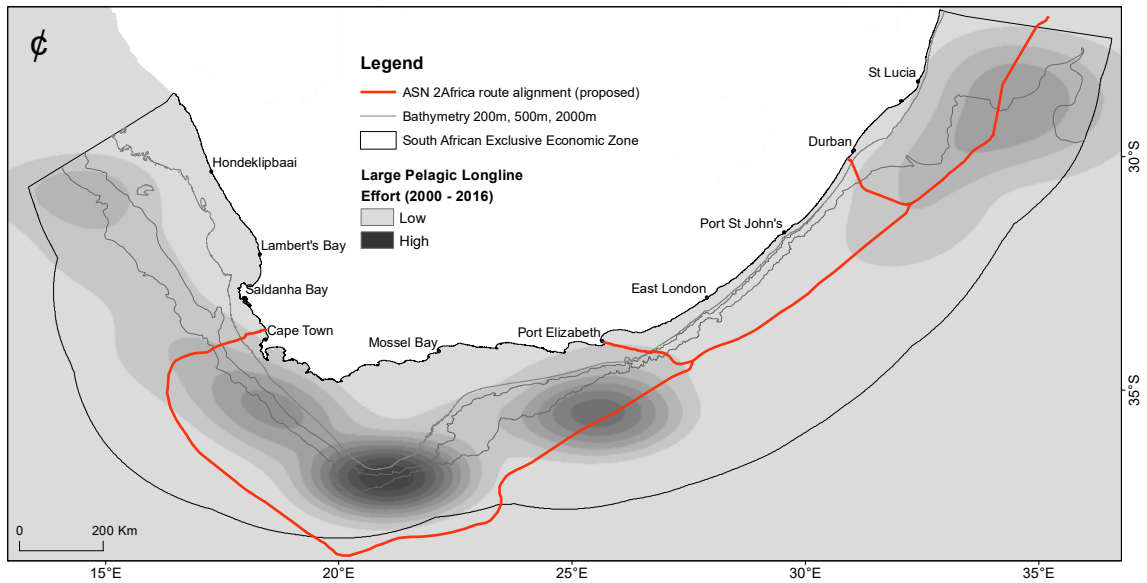 ¢
Legend
ASN 2Africa route alignment (proposed)
Bathymetry 200m, 500m, 2000m
South African Exclusive Economic Zone
Large Pelagic Longline
Effort (2000 - 2016)
Low
High
St Lucia
Durban
Hondeklipbaai
Port St John's
Lambert's Bay
East London
Saldanha Bay
Cape Town
Port Elizabeth
Mossel Bay
30°S
35°S
0 200 Km
15°E 20°E 25°E 30°E 35°E